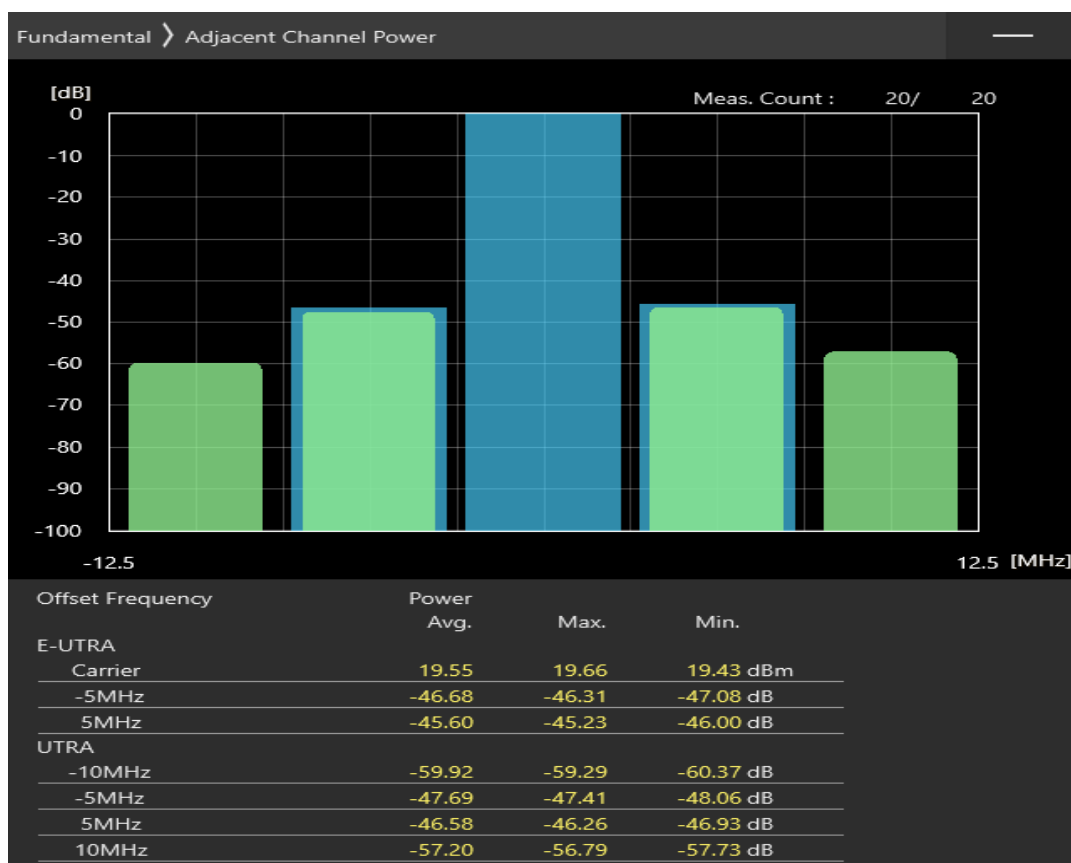 Fundamental ❯ Adjacent Channel Power
[dB]
Meas. Count : 20/ 20
0
-10
-20
-30
-40
-50
-60
-70
-80
-90
-100
-12.5 12.5 [MHz]
Offset Frequency Power
Avg. Max. Min.
E-UTRA
Carrier 19.55 19.66 19.43 dBm
-5MHz -46.68 -46.31 -47.08 dB
5MHz -45.60 -45.23 -46.00 dB
UTRA
-10MHz -59.92 -59.29 -60.37 dB
-5MHz -47.69 -47.41 -48.06 dB
5MHz -46.58 -46.26 -46.93 dB
10MHz -57.20 -56.79 -57.73 dB